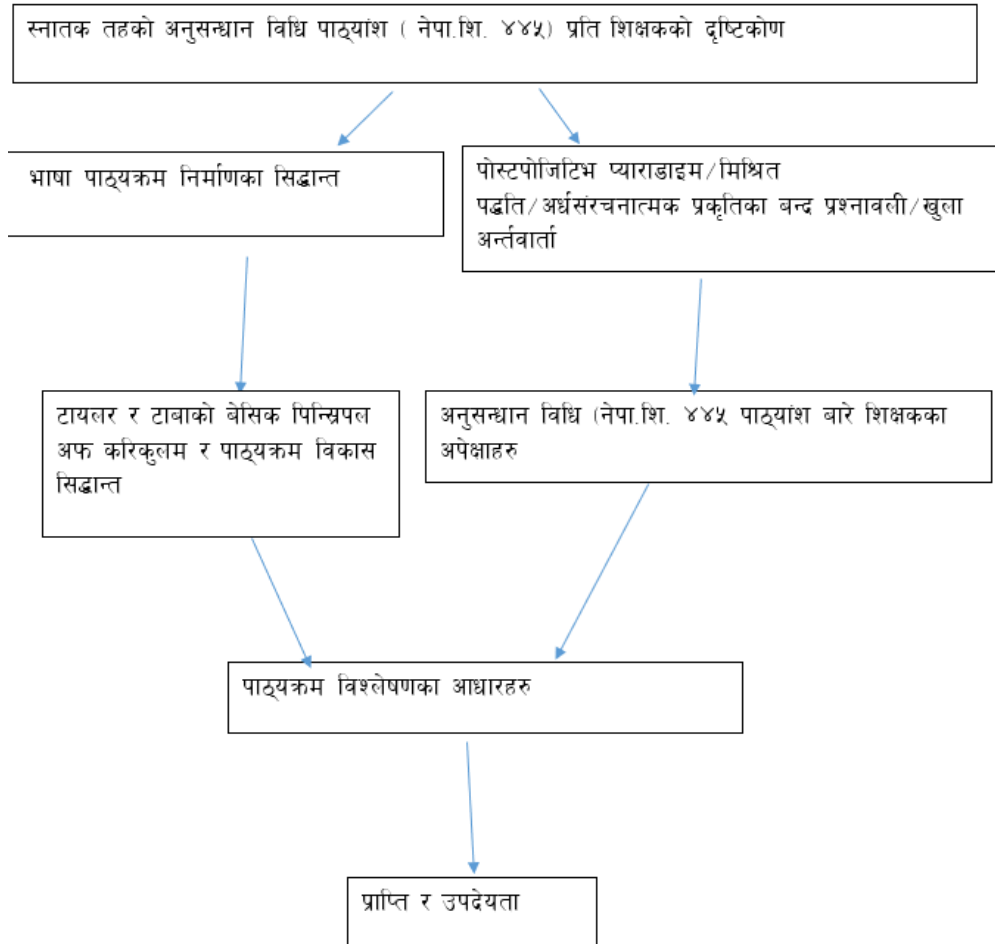 स्नातक तहको अनुसन्धान विधि पाठ्यांश ( नेपा.शि. ४४५) प्रति शिक्षकको दृष्टिकोण
भाषा पाठ्यक्रम निर्माणका सिद्धान्त
पोस्टपोजिटिभ प्याराडाइम/मिश्रित
पद्धति/अर्धसंरचनात्मक प्रकृतिका बन्द प्रश्नावली/खुला
अर्न्तवार्ता
टायलर र टाबाको बेसिक पिन्स्रिपल
अफ करिकुलम र पाठ्यक्रम विकास
सिद्धान्त
अनुसन्धान विधि (नेपा.शि. ४४५ पाठ्यांश बारे शिक्षकका
अपेक्षाहरु
पाठ्यक्रम विश्लेषणका आधारहरु
प्राप्ति र उपदेयता